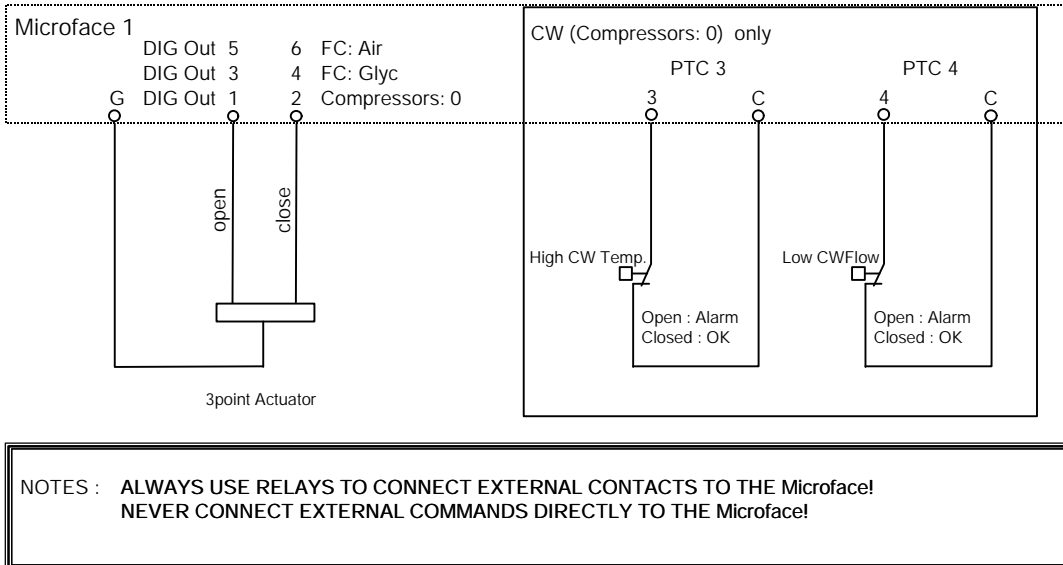 Microface 1
DIG Out 5 6 FC: Air
DIG Out 3 4 FC: Glyc
G DIG Out 1 2 Compressors: 0
open
close
3point Actuator
CW (Compressors: 0) only
PTC 3 PTC 4
3 C 4 C
High CW Temp.
Open : Alarm
Closed : OK
Low CWFlow
Open : Alarm
Closed : OK
NOTES : ALWAYS USE RELAYS TO CONNECT EXTERNAL CONTACTS TO THE Microface!
NEVER CONNECT EXTERNAL COMMANDS DIRECTLY TO THE Microface!